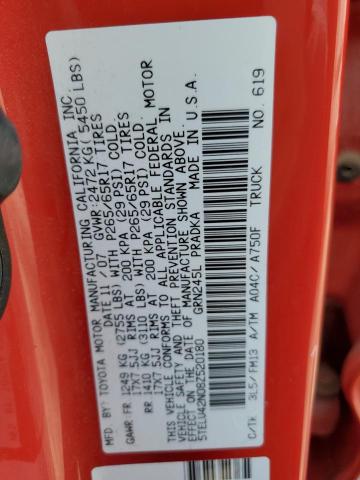 MFD. BY: TOYOTA MOTOR MANUFACTURING CALIFORNIA INC.
DATE 11 / 07 GVWR: 2472 KG ( 5450 LBS)
GAWR: FR 1249 KG (2755 LBS) WITH P265/65R17 TIRES
17X7.5JJ RIMS AT 200 KPA (29 PSI) COLD.
RR 1410 KG (3110 LBS) WITH P265/65R17 TIRES
17X7.5JJ RIMS AT 200 KPA (29 PSI) COLD.
THIS VEHICLE CONFORMS TO ALL APPLICABLE FEDERAL MOTOR
VEHICLE SAFETY AND THEFT PREVENTION STANDARDS IN
EFFECT ON THE DATE OF MANUFACTURE SHOWN ABOVE.
5TELU42N08Z520180 GRN245L PRADKA MADE IN U.S.A.
C/TR 3L5/FM13 A/TM A04C/ A750F TRUCK NO. 619